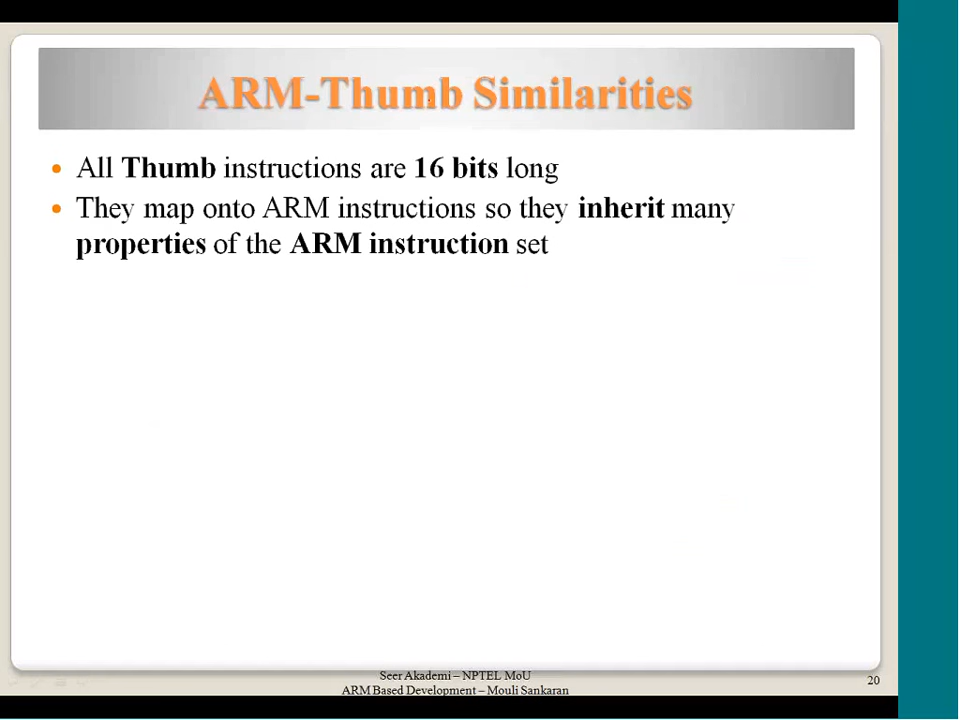 ARM-Thumb Similarities
• All Thumb instructions are 16 bits long
• They map onto ARM instructions so they inherit many
properties of the ARM instruction set
Seer Akademi – NPTEL MoU
ARM Based Development – Mouli Sankaran
20